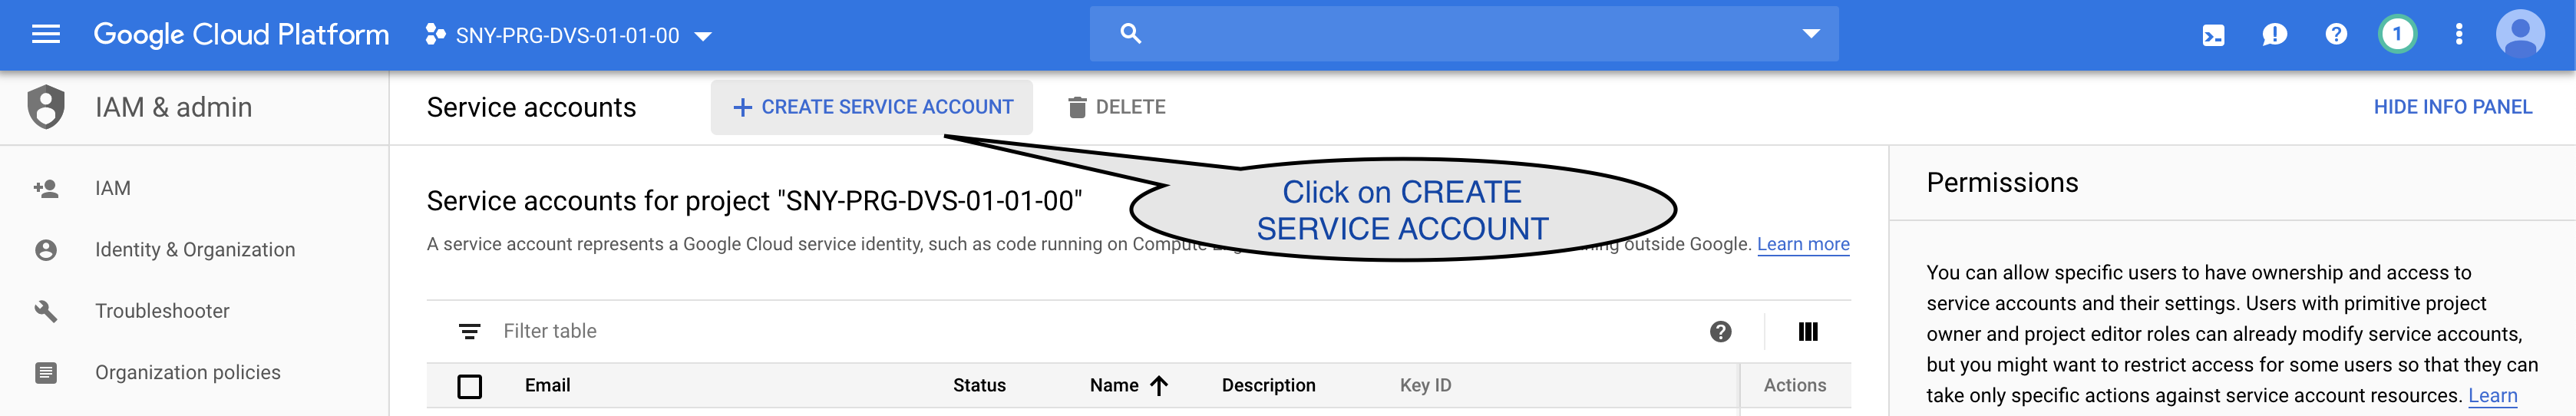 Google Cloud Platform
SNY-PRG-DVS-01-01-00
1
IAM & admin
Service accounts
CREATE SERVICE ACCOUNT
DELETE
HIDE INFO PANEL
IAM
Identity & Organization
Troubleshooter
Organization policies
Click on CREATE
SERVICE ACCOUNT
Service accounts for project "SNY-PRG-DVS-01-01-00"
A service account represents a Google Cloud service identity, such as code running on outside Google. Learn more
Filter table
Email Status Name Description Key ID Actions
Permissions
You can allow specific users to have ownership and access to
service accounts and their settings. Users with primitive project
owner and project editor roles can already modify service accounts,
but you might want to restrict access for some users so that they can
take only specific actions against service account resources. Learn